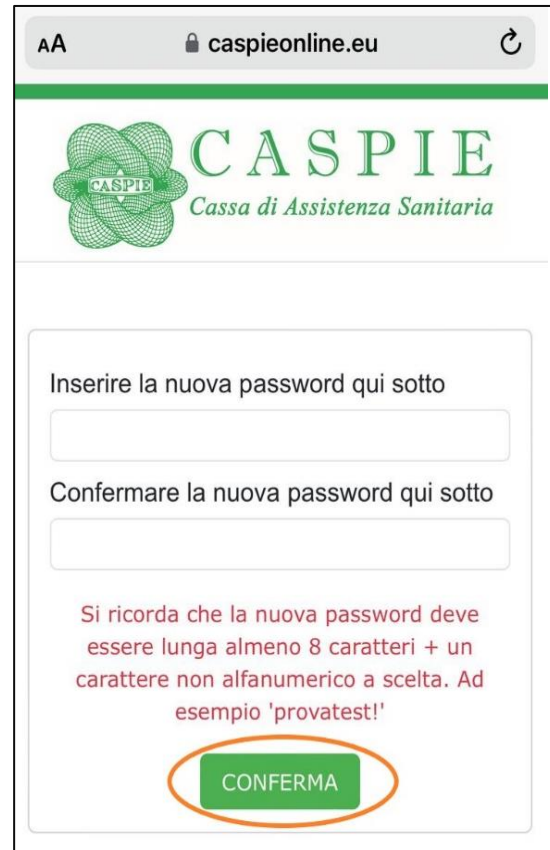 AA caspieonline.eu
CASPIE
CASPIE
Cassa di Assistenza Sanitaria
Inserire la nuova password qui sotto
Confermare la nuova password qui sotto
Si ricorda che la nuova password deve
essere lunga almeno 8 caratteri + un
carattere non alfanumerico a scelta. Ad
esempio 'provatest!'
CONFERMA